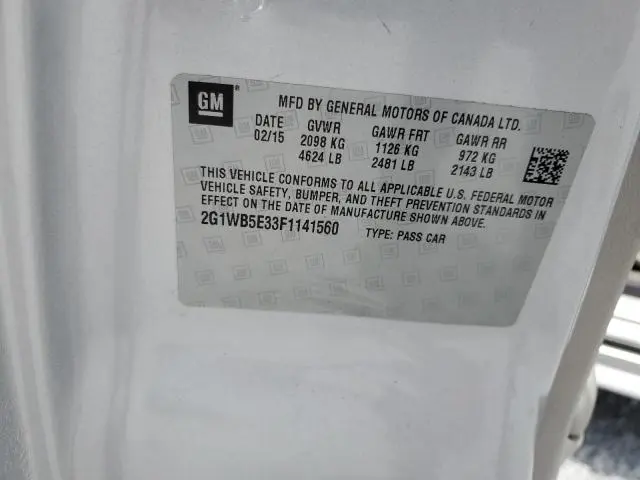 GM
MFD BY GENERAL MOTORS OF CANADA LTD.
DATE GVWR GAWR FRT GAWR RR
02/15 2098 KG 1126 KG 972 KG
4624 LB 2481 LB 2143 LB
THIS VEHICLE CONFORMS TO ALL APPLICABLE U.S. FEDERAL MOTOR
VEHICLE SAFETY, BUMPER, AND THEFT PREVENTION STANDARDS IN
EFFECT ON THE DATE OF MANUFACTURE SHOWN ABOVE.
2G1WB5E33F1141560 TYPE: PASS CAR